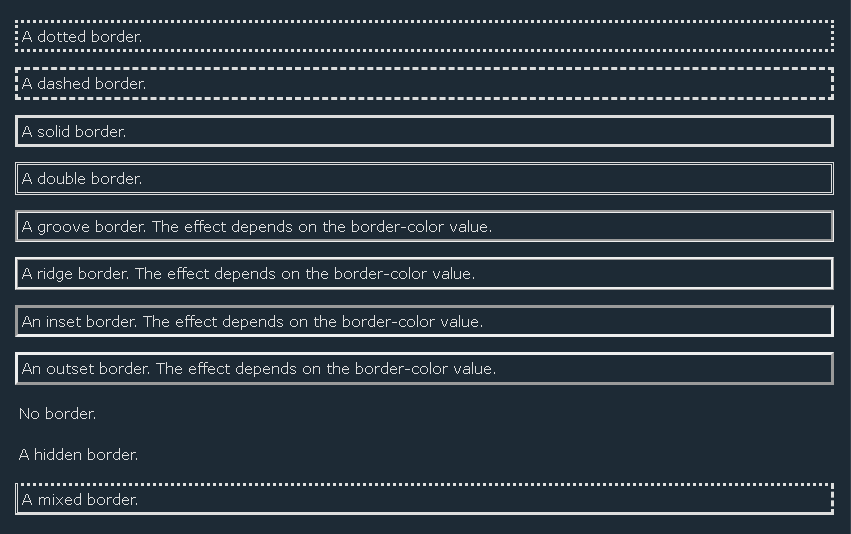 A dotted border.
A dashed border.
A solid border.
A double border.
A groove border. The effect depends on the border-color value.
A ridge border. The effect depends on the border-color value.
An inset border. The effect depends on the border-color value.
An outset border. The effect depends on the border-color value.
No border.
A hidden border.
A mixed border.